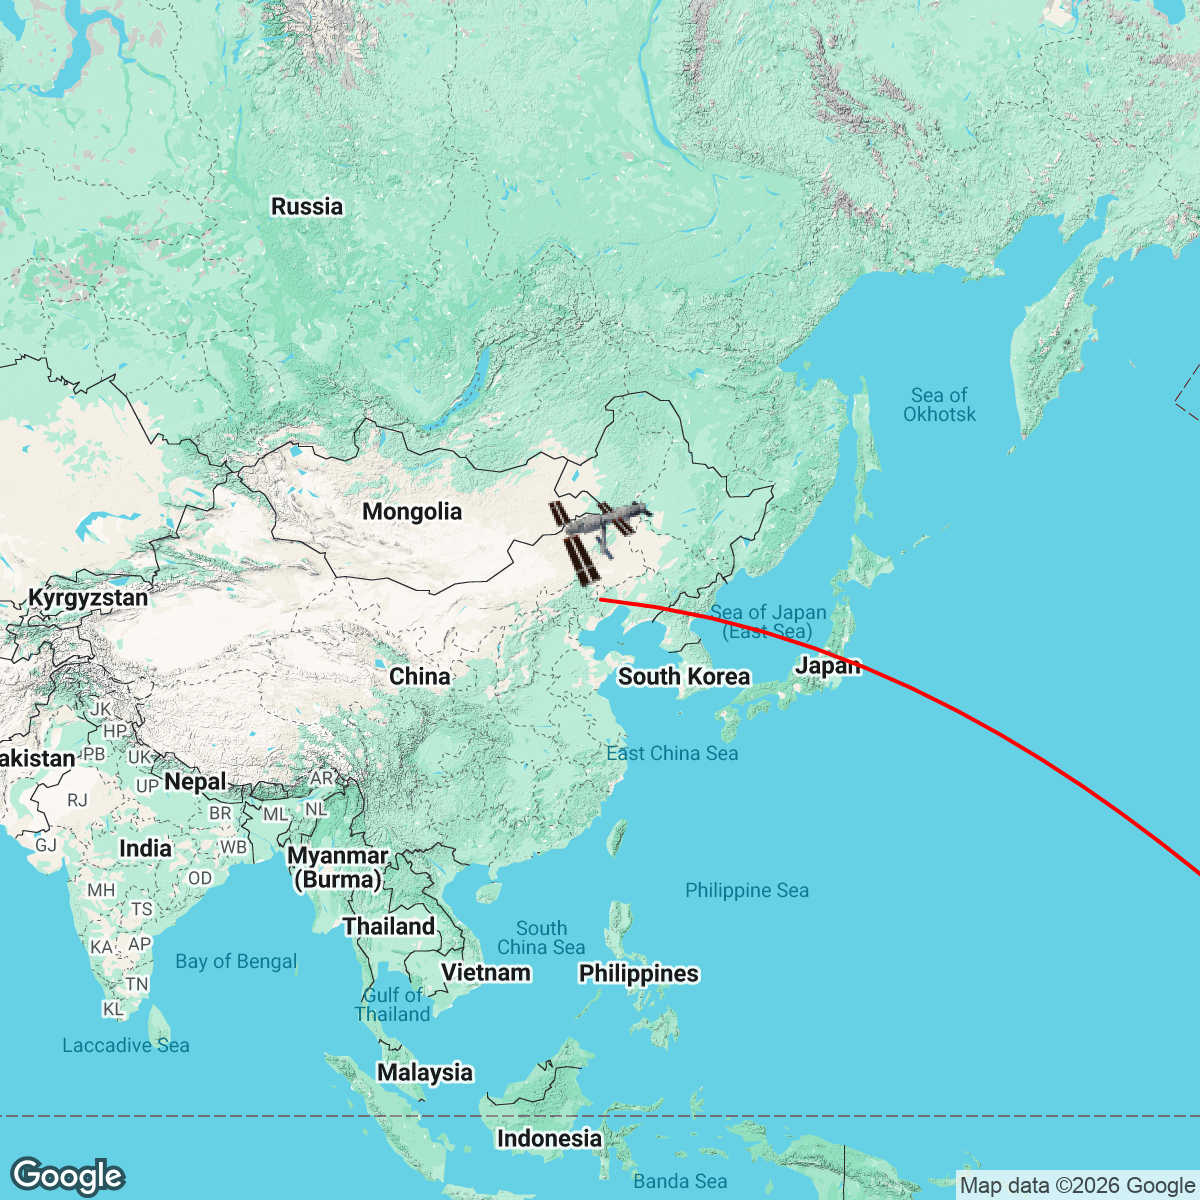 Russia
Sea of
Okhotsk
Mongolia
Kyrgyzstan
Sea of Japan
(East Sea)
Japan
China
South Korea
JK
HP
akistan
PB
UK
East China Sea
Nepal
AR
UP
RJ
BR
ML
NL
GJ
India
WB
Myanmar
(Burma)
OD
MH
Philippine Sea
TS
Thailand
KA
AP
South
China Sea
Bay of Bengal
Vietnam
Philippines
TN
Gulf of
Thailand
KL
Laccadive Sea
Malaysia
Indonesia
Banda Sea
Google
Map data ©2026 Google